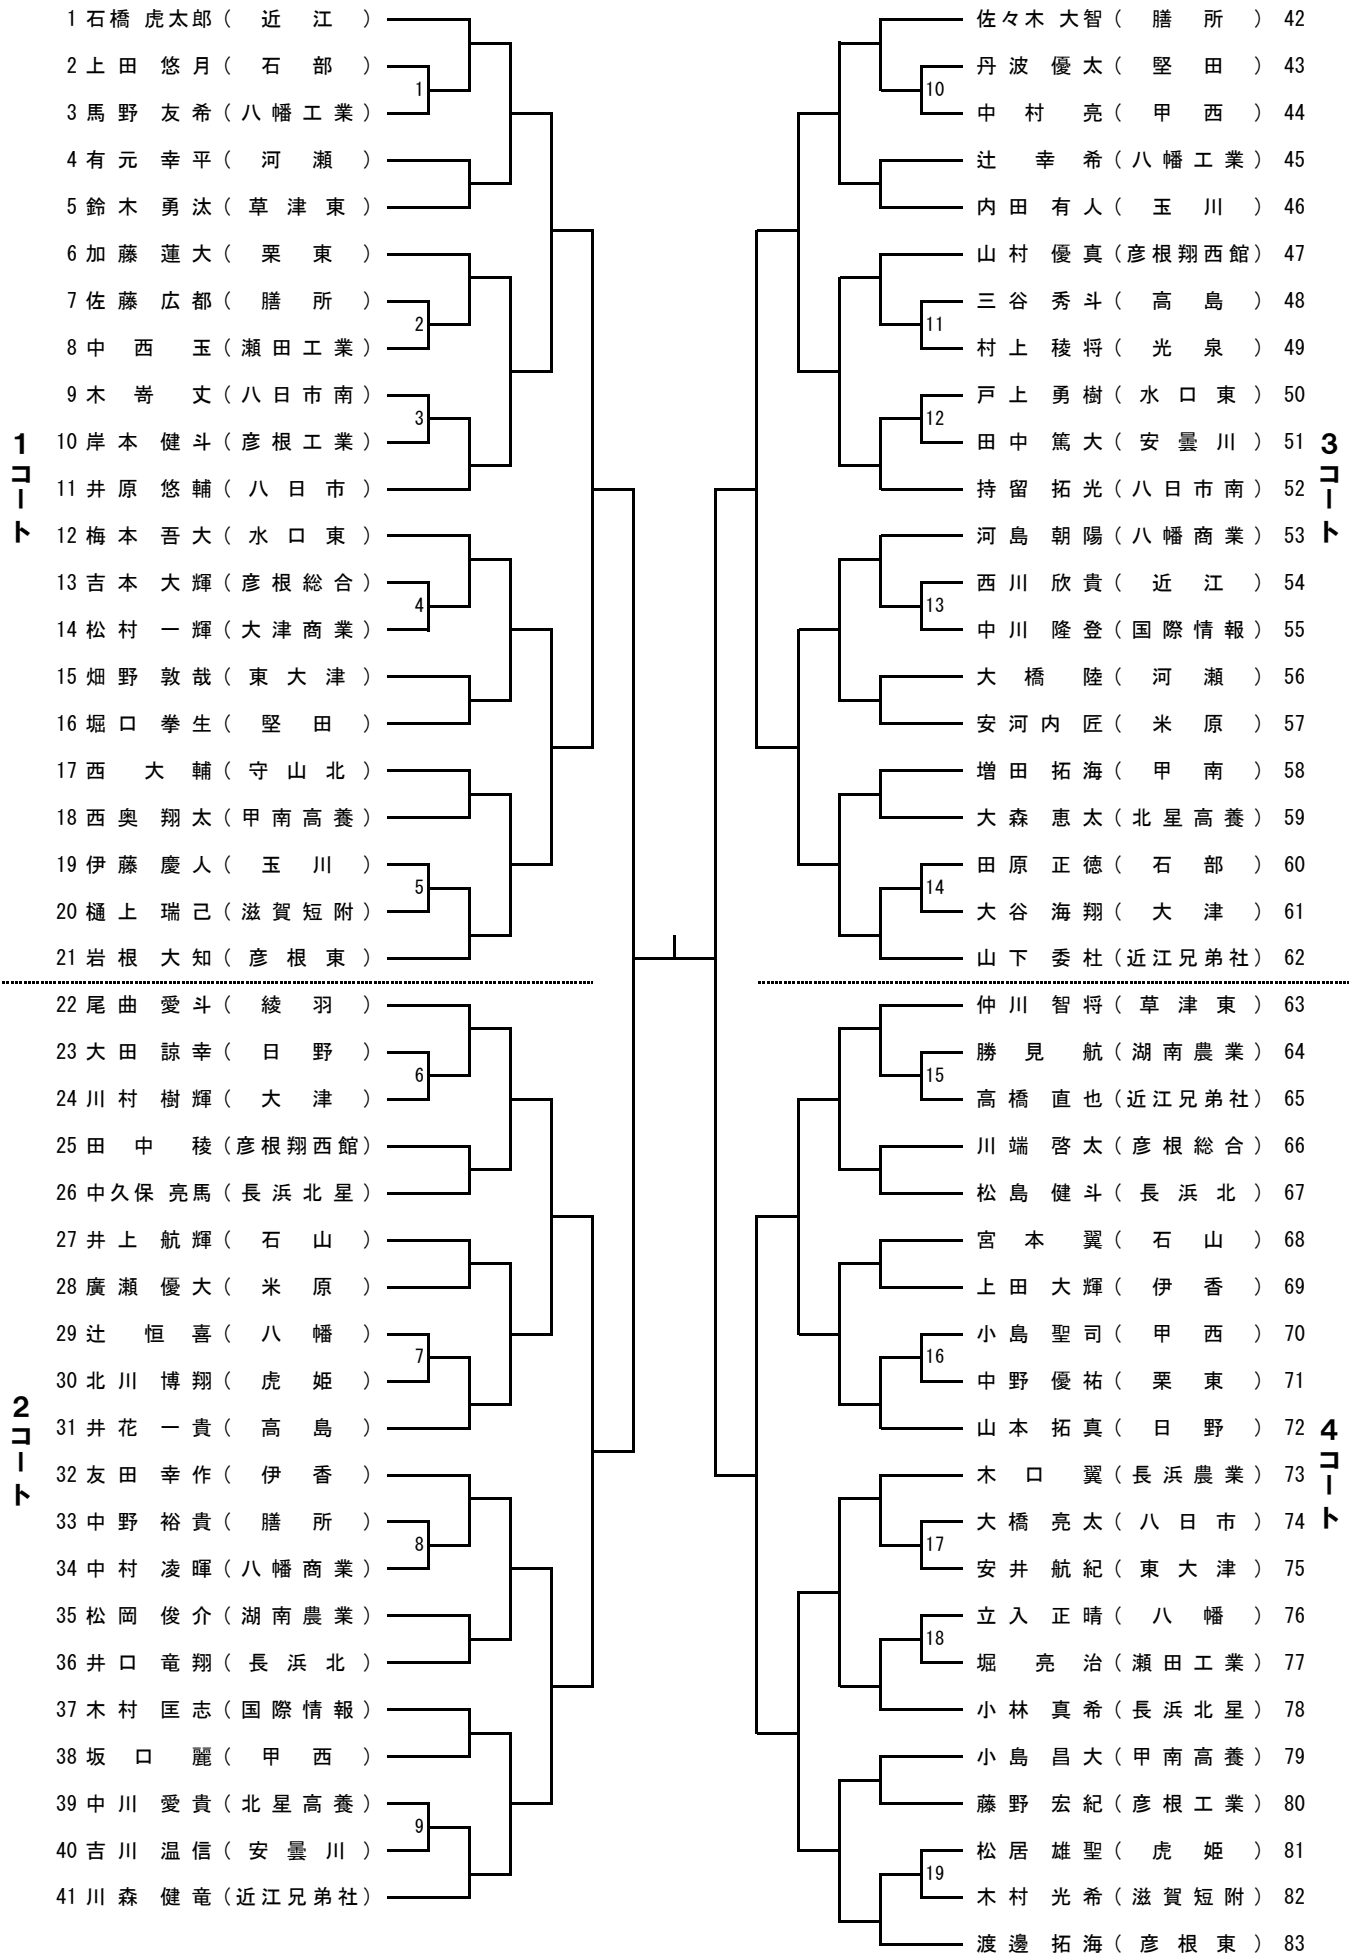 1 石橋 虎太郎 （ 近江 ）
2 上田 悠月 （ 石部 ）
1
3 馬野 友希 （ 八幡工業 ）
4 有元 幸平 （ 河瀬 ）
5 鈴木 勇汰 （ 草津東 ）
6 加藤 蓮大 （ 栗東 ）
7 佐藤 広都 （ 膳所 ）
2
8 中西 玉 （ 瀬田工業 ）
9 木嵜 丈 （ 八日市南 ）
3
10 岸本 健斗 （ 彦根工業 ）
11 井原 悠輔 （ 八日市 ）
1コート
12 梅本 吾大 （ 水口東 ）
13 吉本 大輝 （ 彦根総合 ）
4
14 松村 一輝 （ 大津商業 ）
15 畑野 敦哉 （ 東大津 ）
16 堀口 拳生 （ 堅田 ）
17 西 大輔 （ 守山北 ）
18 西奥 翔太 （ 甲南高養 ）
19 伊藤 慶人 （ 玉川 ）
5
20 樋上 瑞己 （ 滋賀短附 ）
21 岩根 大知 （ 彦根東 ）
22 尾曲 愛斗 （ 綾羽 ）
23 大田 諒幸 （ 日野 ）
6
24 川村 樹輝 （ 大津 ）
25 田中 稜 （ 彦根翔西館 ）
26 中久保 亮馬 （ 長浜北星 ）
27 井上 航輝 （ 石山 ）
28 廣瀬 優大 （ 米原 ）
29 辻 恒喜 （ 八幡 ）
7
30 北川 博翔 （ 虎姫 ）
31 井花 一貴 （ 高島 ）
2コート
32 友田 幸作 （ 伊香 ）
33 中野 裕貴 （ 膳所 ）
8
34 中村 凌暉 （ 八幡商業 ）
35 松岡 俊介 （ 湖南農業 ）
36 井口 竜翔 （ 長浜北 ）
37 木村 匡志 （ 国際情報 ）
38 坂口 麗 （ 甲西 ）
39 中川 愛貴 （ 北星高養 ）
9
40 吉川 温信 （ 安曇川 ）
41 川森 健竜 （ 近江兄弟社 ）
佐々木 大智 （ 膳所 ） 42
丹波 優太 （ 堅田 ） 43
10
中村 亮 （ 甲西 ） 44
辻 幸希 （ 八幡工業 ） 45
内田 有人 （ 玉川 ） 46
山村 優真 （ 彦根翔西館 ） 47
三谷 秀斗 （ 高島 ） 48
11
村上 稜将 （ 光泉 ） 49
戸上 勇樹 （ 水口東 ） 50
12
田中 篤大 （ 安曇川 ） 51
持留 拓光 （ 八日市南 ） 52
3コート
河島 朝陽 （ 八幡商業 ） 53
西川 欣貴 （ 近江 ） 54
13
中川 隆登 （ 国際情報 ） 55
大橋 陸 （ 河瀬 ） 56
安河内 匠 （ 米原 ） 57
増田 拓海 （ 甲南 ） 58
大森 恵太 （ 北星高養 ） 59
田原 正徳 （ 石部 ） 60
14
大谷 海翔 （ 大津 ） 61
山下 委杜 （ 近江兄弟社 ） 62
仲川 智将 （ 草津東 ） 63
勝見 航 （ 湖南農業 ） 64
15
高橋 直也 （ 近江兄弟社 ） 65
川端 啓太 （ 彦根総合 ） 66
松島 健斗 （ 長浜北 ） 67
宮本 翼 （ 石山 ） 68
上田 大輝 （ 伊香 ） 69
小島 聖司 （ 甲西 ） 70
16
中野 優祐 （ 栗東 ） 71
山本 拓真 （ 日野 ） 72
4コート
木口 翼 （ 長浜農業 ） 73
大橋 亮太 （ 八日市 ） 74
17
安井 航紀 （ 東大津 ） 75
立入 正晴 （ 八幡 ） 76
18
堀 亮治 （ 瀬田工業 ） 77
小林 真希 （ 長浜北星 ） 78
小島 昌大 （ 甲南高養 ） 79
藤野 宏紀 （ 彦根工業 ） 80
松居 雄聖 （ 虎姫 ） 81
19
木村 光希 （ 滋賀短附 ） 82
渡邊 拓海 （ 彦根東 ） 83